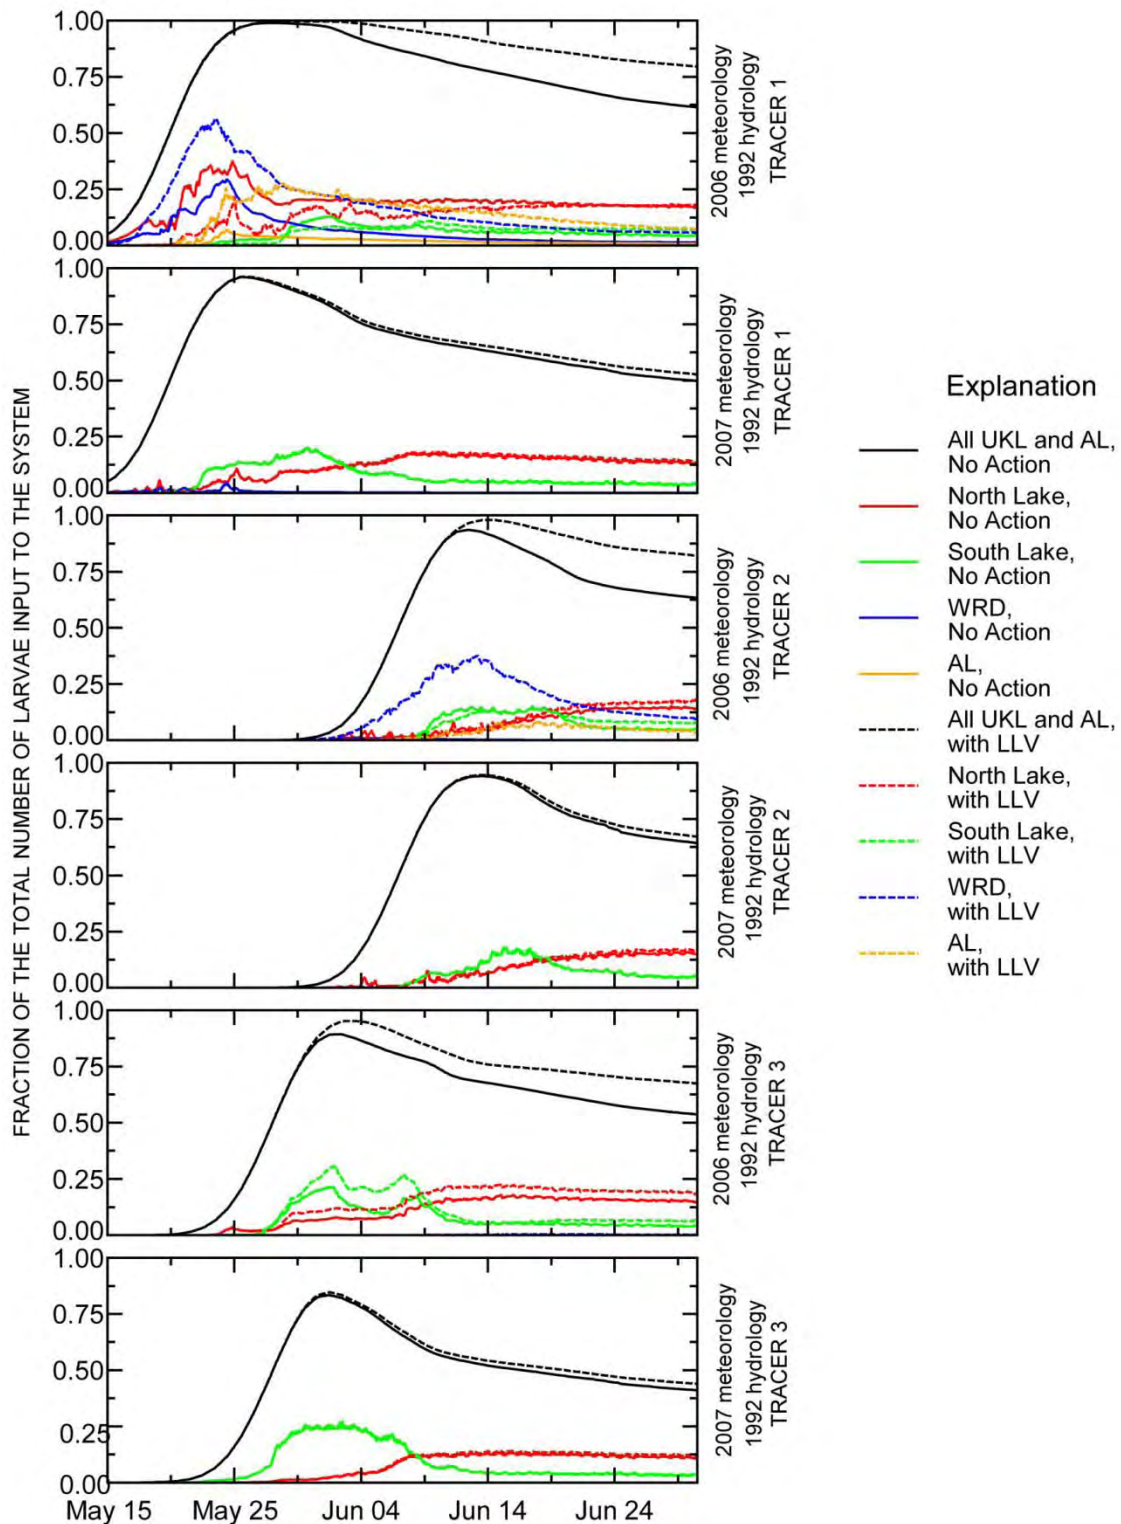 FRACTION OF THE TOTAL NUMBER OF LARVAE INPUT TO THE SYSTEM
1.00
0.75
0.50
0.25
0.00
2006 meteorology
1992 hydrology
TRACER 1
1.00
0.75
0.50
0.25
0.00
2007 meteorology
1992 hydrology
TRACER 1
1.00
0.75
0.50
0.25
0.00
2006 meteorology
1992 hydrology
TRACER 2
1.00
0.75
0.50
0.25
0.00
2007 meteorology
1992 hydrology
TRACER 2
1.00
0.75
0.50
0.25
0.00
2006 meteorology
1992 hydrology
TRACER 3
1.00
0.75
0.50
0.25
0.00
2007 meteorology
1992 hydrology
TRACER 3
May 15 May 25 Jun 04 Jun 14 Jun 24
Explanation
All UKL and AL,
No Action
North Lake,
No Action
South Lake,
No Action
WRD,
No Action
AL,
No Action
All UKL and AL,
with LLV
North Lake,
with LLV
South Lake,
with LLV
WRD,
with LLV
AL,
with LLV